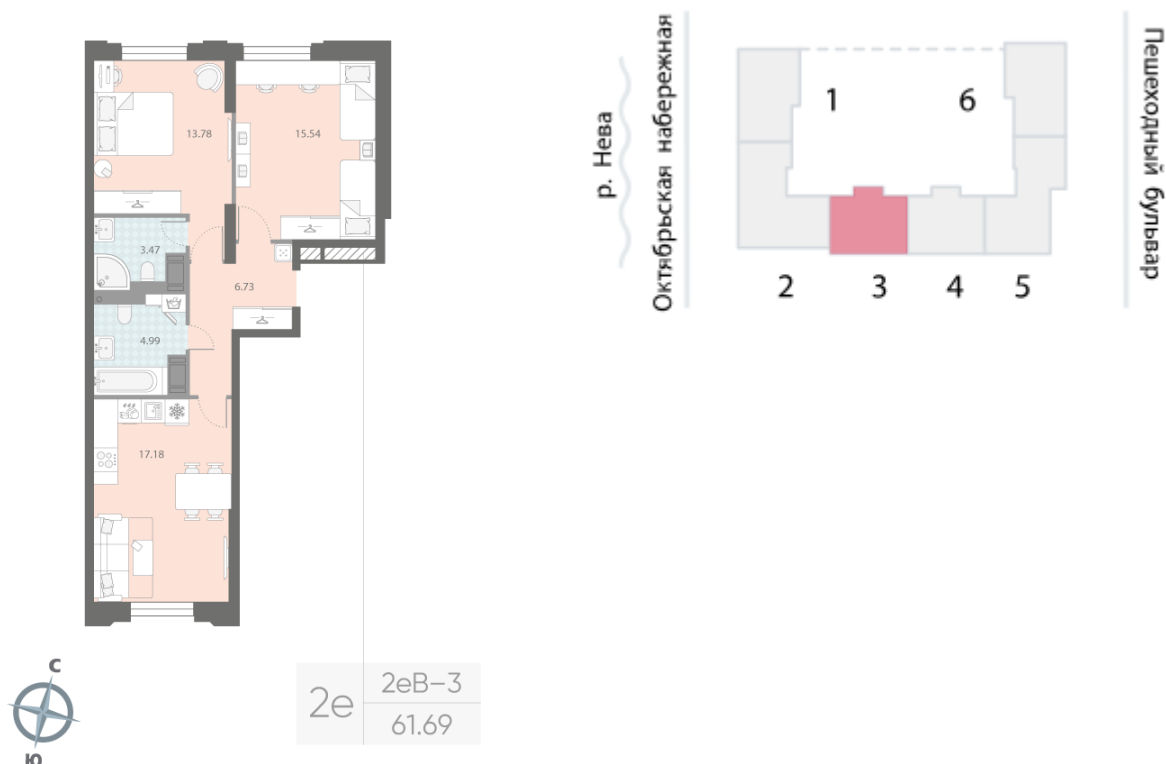 13.78
15.54
3.47
6.73
4.99
17.18
С
Ю
2е
2еВ–3
61.69
р. Нева
Октябрьская набережная
1
6
2
3
4
5
Пешеходный бульвар